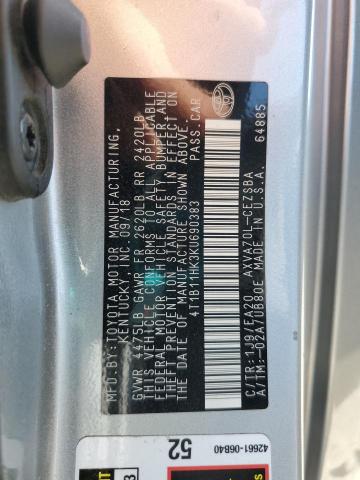 MFD.BY:TOYOTA MOTOR MANUFACTURING,
KENTUCKY, INC. 09/18
GVWR 4475LB GAWR FR 2620LB RR 2420LB
THIS VEHICLE CONFORMS TO ALL APPLICABLE
FEDERAL MOTOR VEHICLE SAFETY, BUMPER, AND
THEFT PREVENTION STANDARDS IN EFFECT ON
THE DATE OF MANUFACTURE SHOWN ABOVE.
4T1B11HK3KU690383 PASS.CAR
C/TR:1J9/EA20 AXVA70L-CEZSBA
A/TM:-02A/UB80E MADE IN U.S.A. 64885
42661-06B40
52